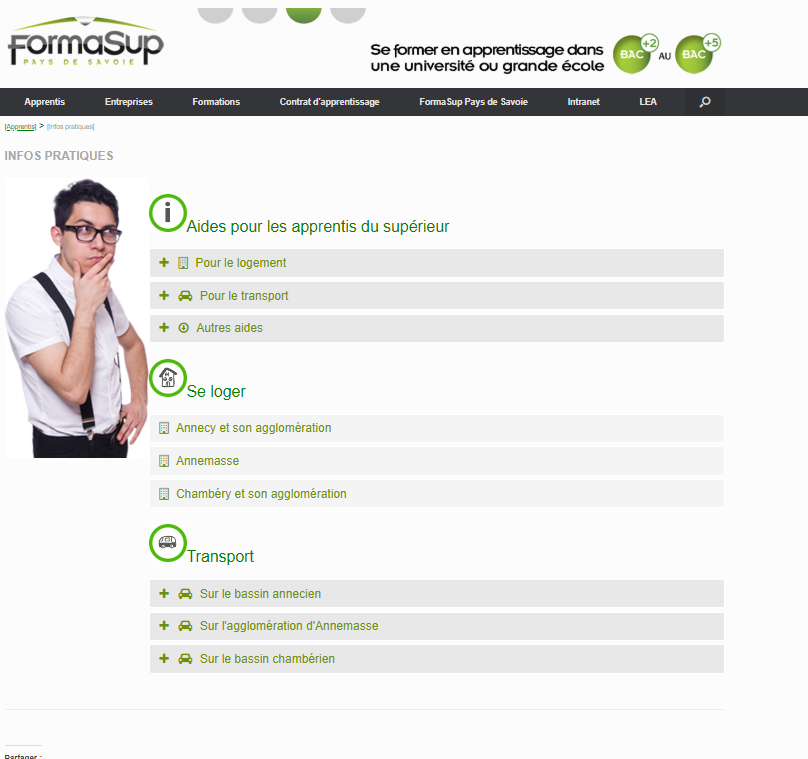 FormaSup
PAYS DE SAVOIE
Se former en apprentissage dans
une université ou grande école
BAC +2 AU BAC +5
Apprentis Entreprises Formations Contrat d'apprentissage FormaSup Pays de Savoie Intranet LEA
[Apprentis] > [Infos pratiques]
INFOS PRATIQUES
Aides pour les apprentis du supérieur
Pour le logement
Pour le transport
Autres aides
Se loger
Annecy et son agglomération
Annemasse
Chambéry et son agglomération
Transport
Sur le bassin annecien
Sur l'agglomération d'Annemasse
Sur le bassin chambérien
Partager :